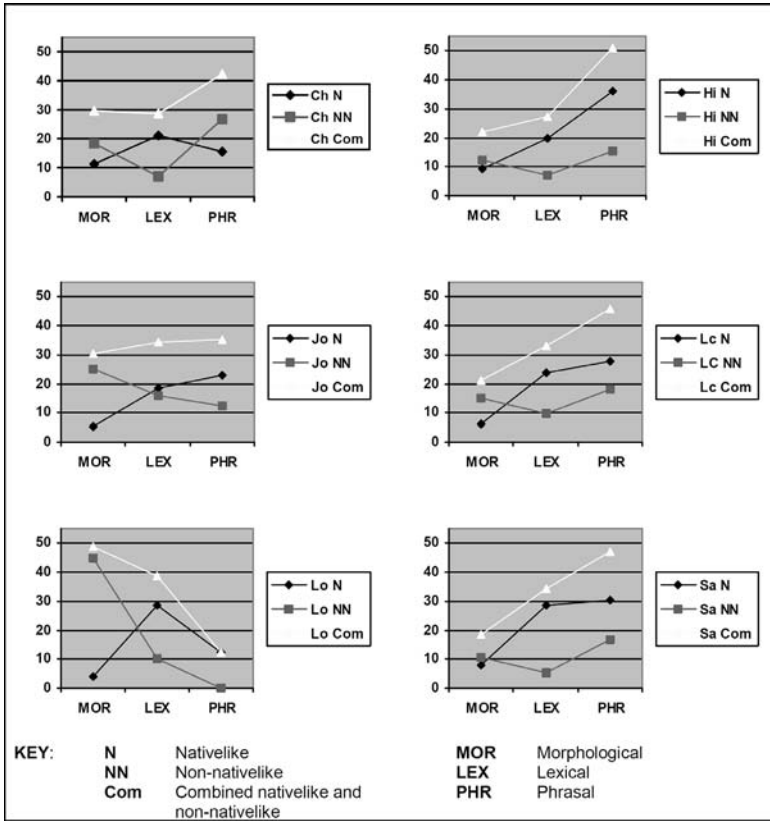 50
40
30
20
10
0
MOR LEX PHR
Ch N
Ch NN
Ch Com
50
40
30
20
10
0
MOR LEX PHR
Hi N
Hi NN
Hi Com
50
40
30
20
10
0
MOR LEX PHR
Jo N
Jo NN
Jo Com
50
40
30
20
10
0
MOR LEX PHR
Lc N
LC NN
Lc Com
50
40
30
20
10
0
MOR LEX PHR
Lo N
Lo NN
Lo Com
50
40
30
20
10
0
MOR LEX PHR
Sa N
Sa NN
Sa Com
KEY: N Nativelike MOR Morphological
NN Non-nativelike LEX Lexical
Com Combined nativelike and PHR Phrasal
non-nativelike